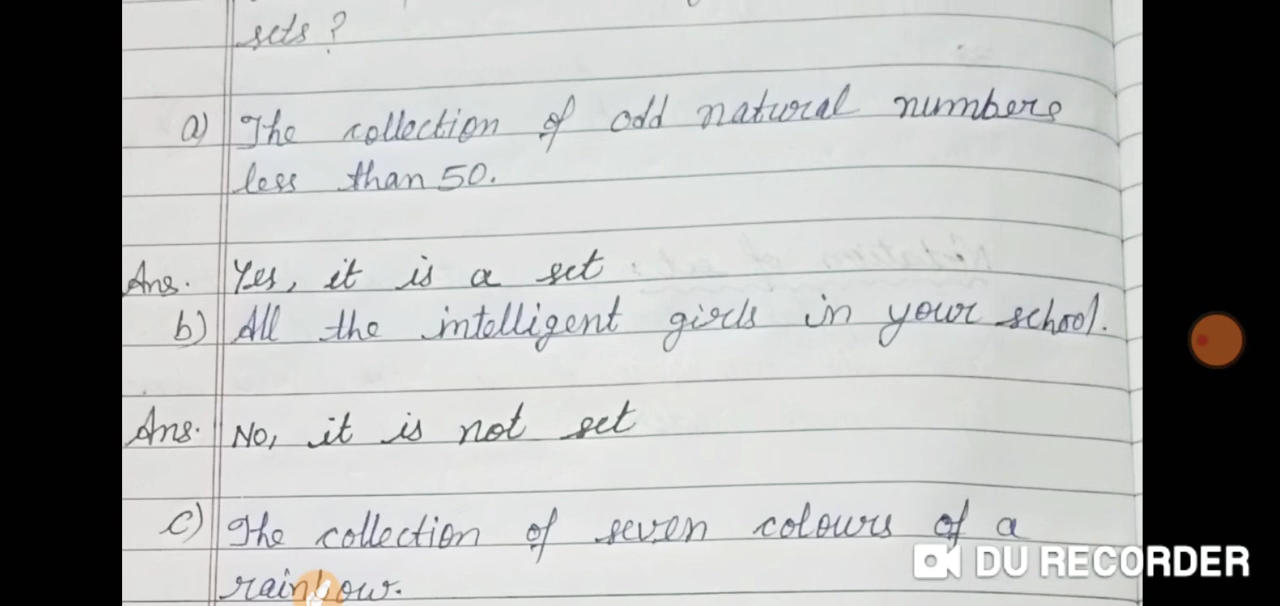 sets?
a) The collection of odd natural numbers
less than 50.
Ans. Yes, it is a set
b) All the intelligent girls in your school.
Ans. No, it is not set
c) The collection of seven colours of a
rainbow.
DU RECORDER